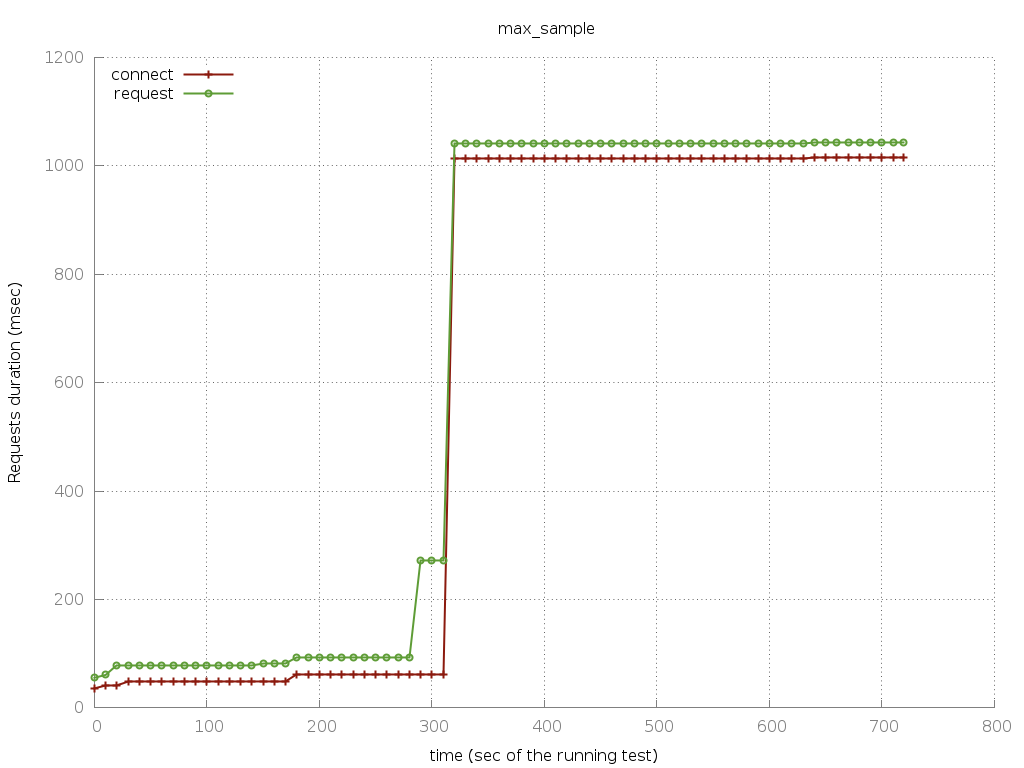 max_sample
1200
connect
request
1000
800
Requests duration (msec)
600
400
200
0
0 100 200 300 400 500 600 700 800
time (sec of the running test)